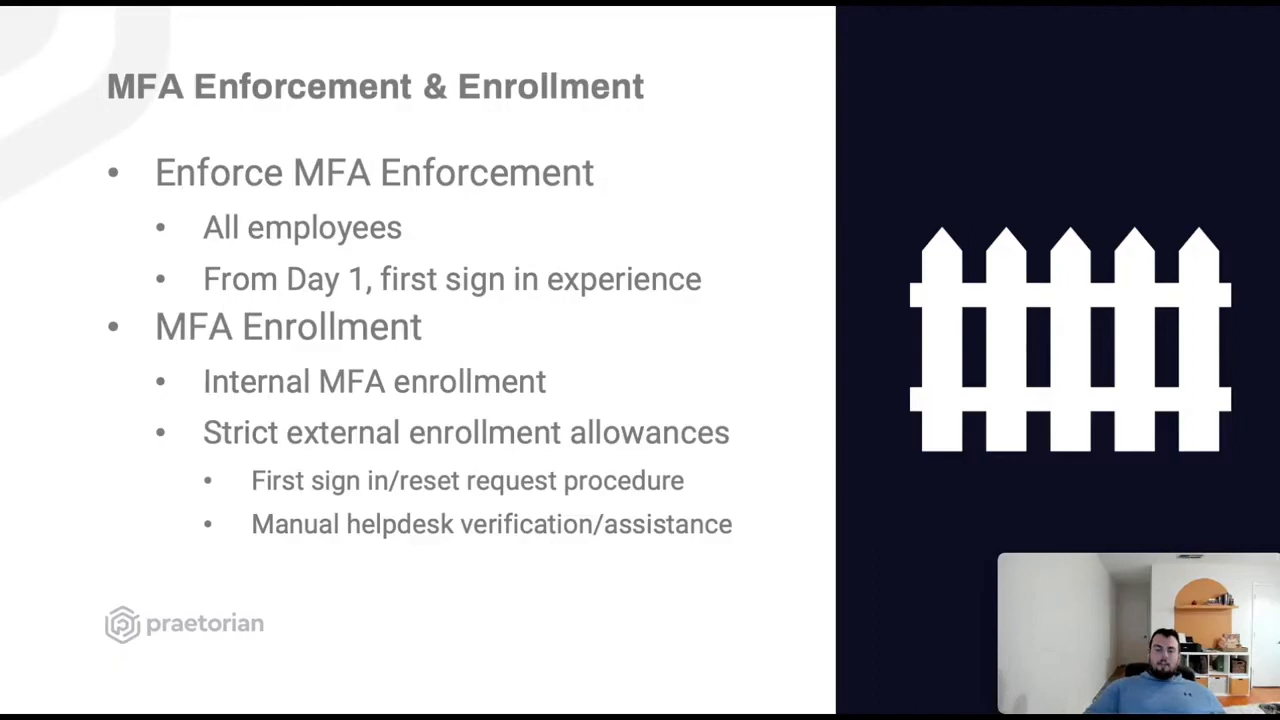 MFA Enforcement & Enrollment
• Enforce MFA Enforcement
• All employees
• From Day 1, first sign in experience
• MFA Enrollment
• Internal MFA enrollment
• Strict external enrollment allowances
• First sign in/reset request procedure
• Manual helpdesk verification/assistance
praetorian